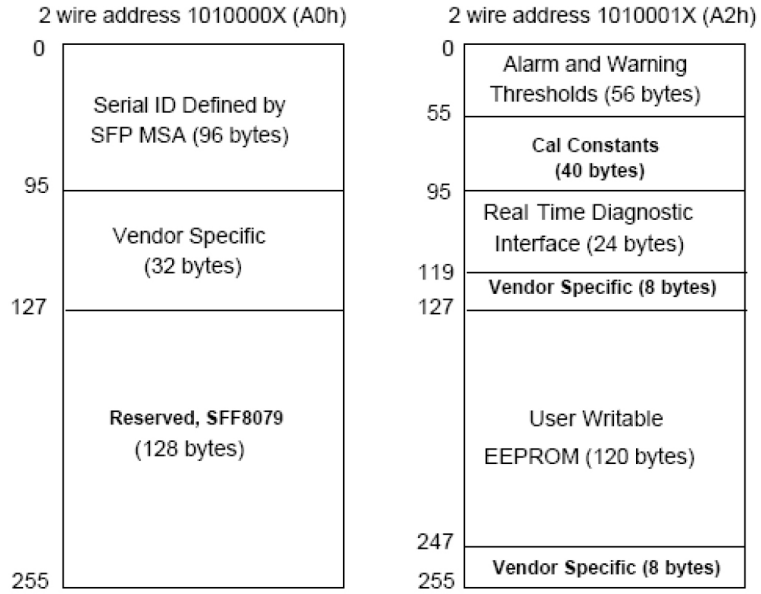 2 wire address 1010000X (A0h)
0
Serial ID Defined by
SFP MSA (96 bytes)
95
Vendor Specific
(32 bytes)
127
Reserved, SFF8079
(128 bytes)
255
2 wire address 1010001X (A2h)
0
Alarm and Warning
Thresholds (56 bytes)
55
Cal Constants
(40 bytes)
95
Real Time Diagnostic
Interface (24 bytes)
119
Vendor Specific (8 bytes)
127
User Writable
EEPROM (120 bytes)
247
Vendor Specific (8 bytes)
255